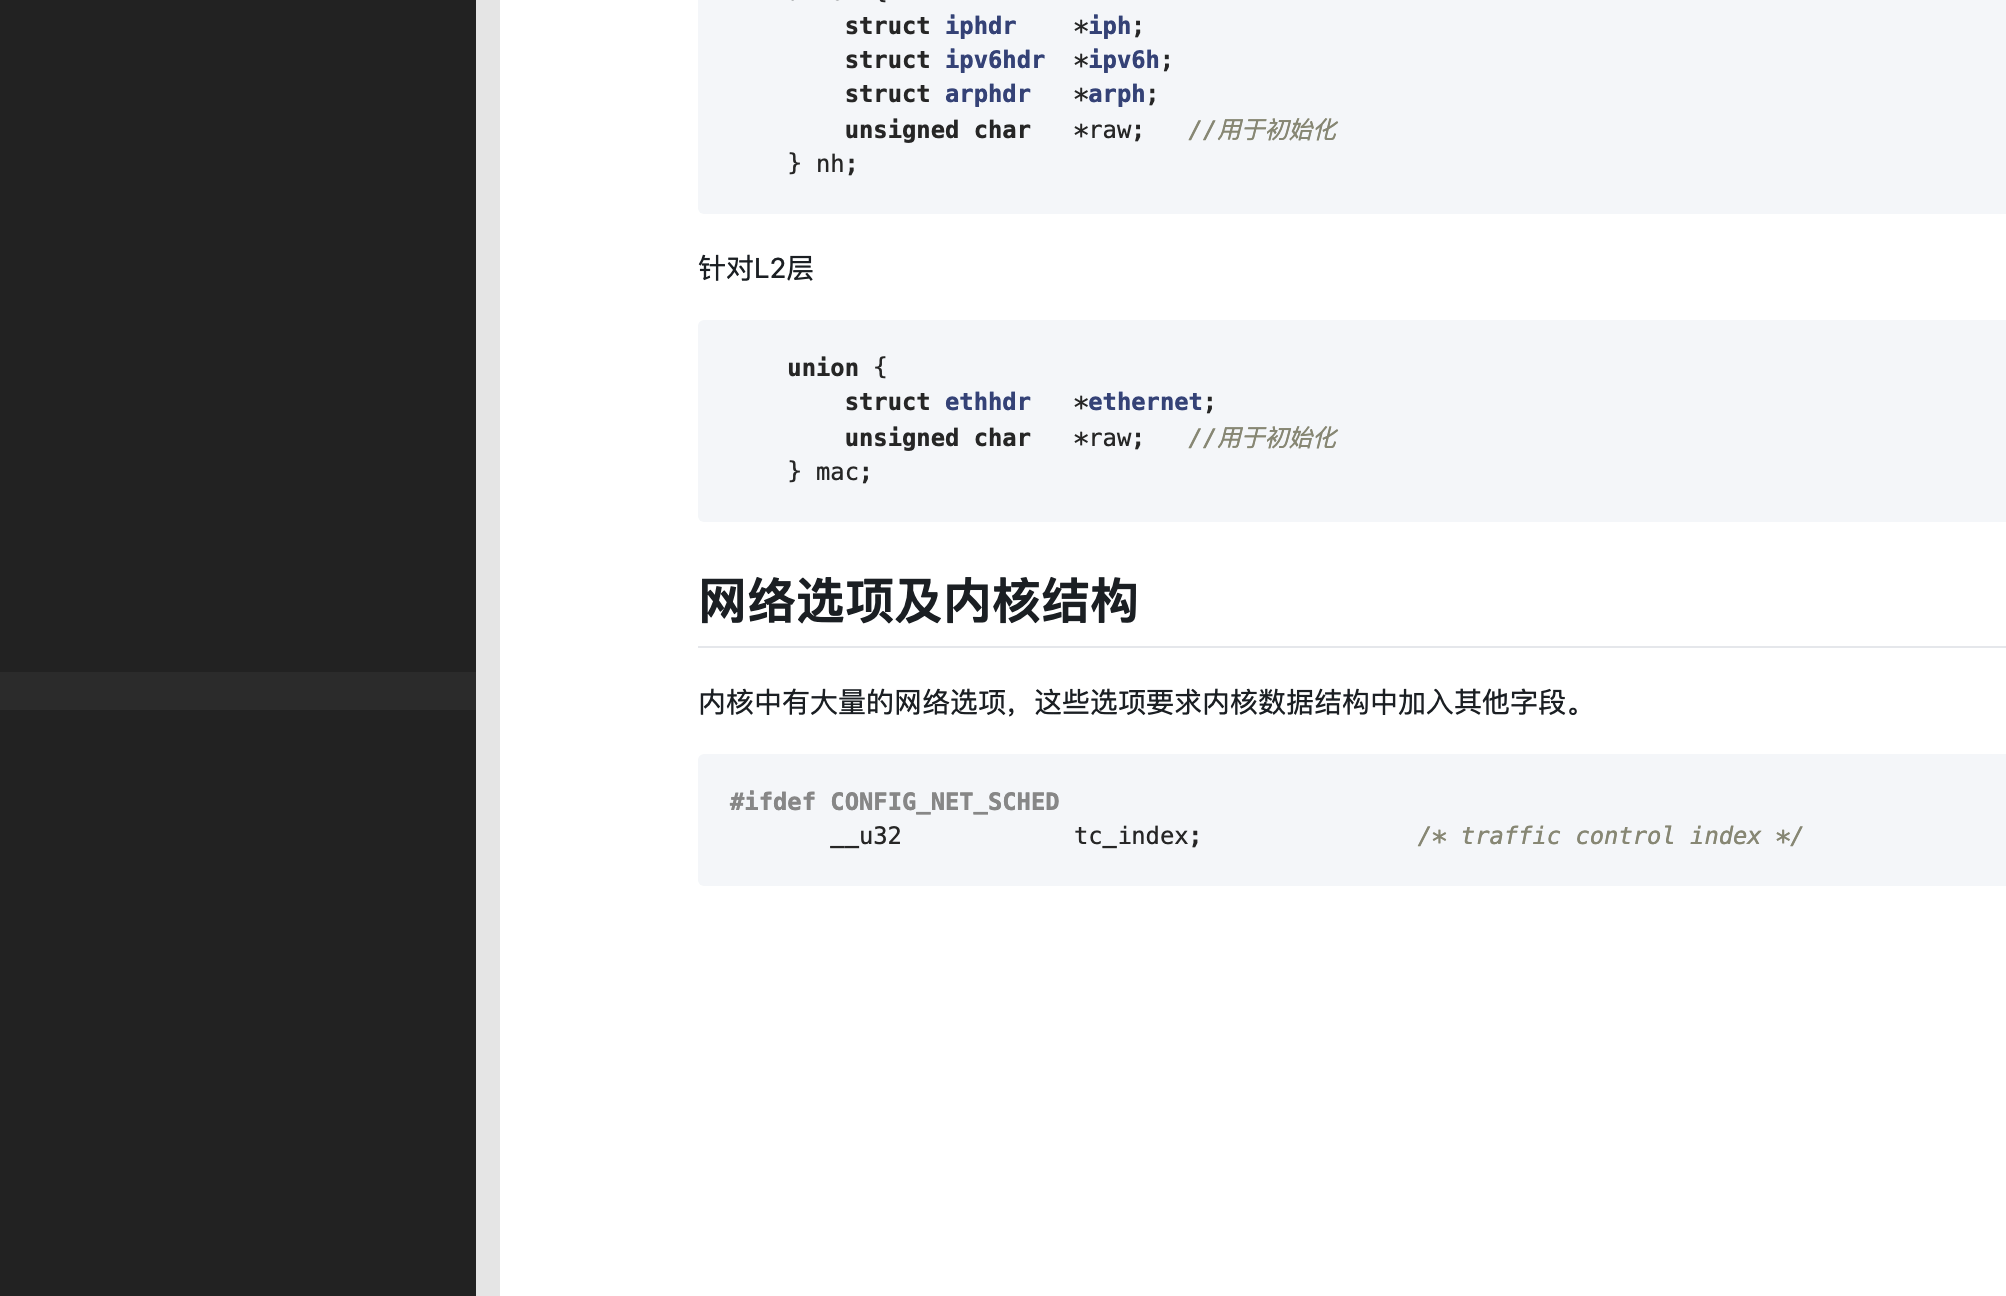 struct iphdr    *iph;
struct ipv6hdr  *ipv6h;
struct arphdr   *arph;
unsigned char   *raw;   //用于初始化
} nh;
针对L2层
union {
struct ethhdr   *ethernet;
unsigned char   *raw;   //用于初始化
} mac;
网络选项及内核结构
内核中有大量的网络选项，这些选项要求内核数据结构中加入其他字段。
#ifdef CONFIG_NET_SCHED
__u32            tc_index;               /* traffic control index */